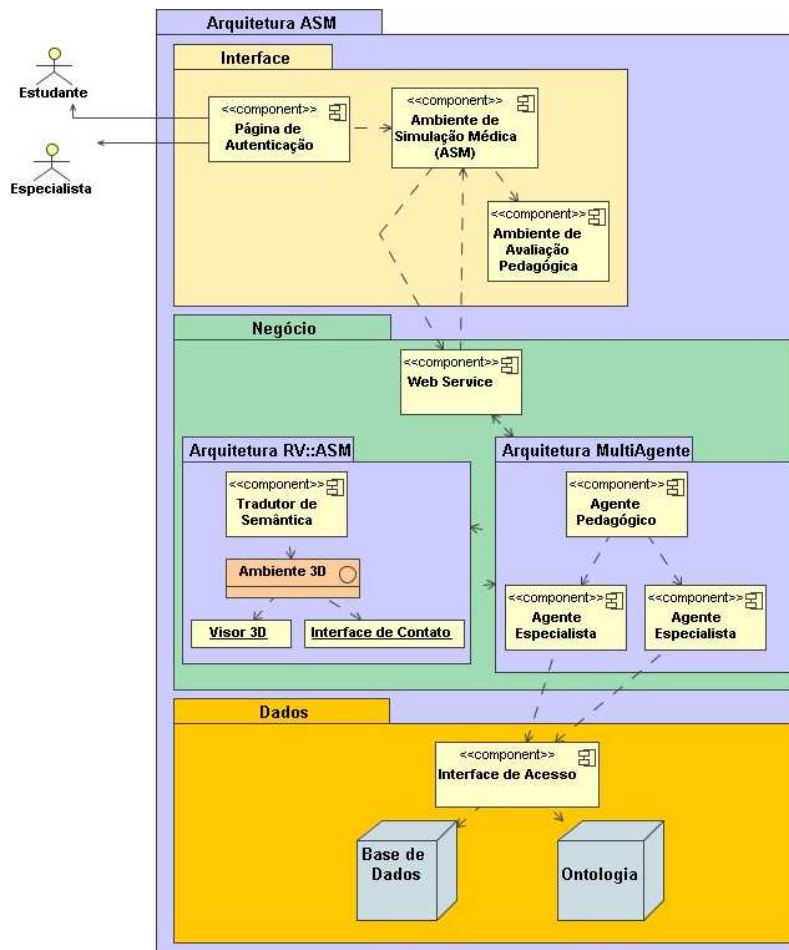 Arquitetura ASM
Interface
Estudante
<<component>>
Página de
Autenticação
<<component>>
Ambiente de
Simulação Médica
(ASM)
Especialista
<<component>>
Ambiente de
Avaliação
Pedagógica
Negócio
<<component>>
Web Service
Arquitetura RV::ASM
<<component>>
Tradutor de
Semântica
Ambiente 3D
Visor 3D
Interface de Contato
Arquitetura MultiAgente
<<component>>
Agente
Pedagógico
<<component>>
Agente
Especialista
<<component>>
Agente
Especialista
Dados
<<component>>
Interface de Acesso
Base de
Dados
Ontologia